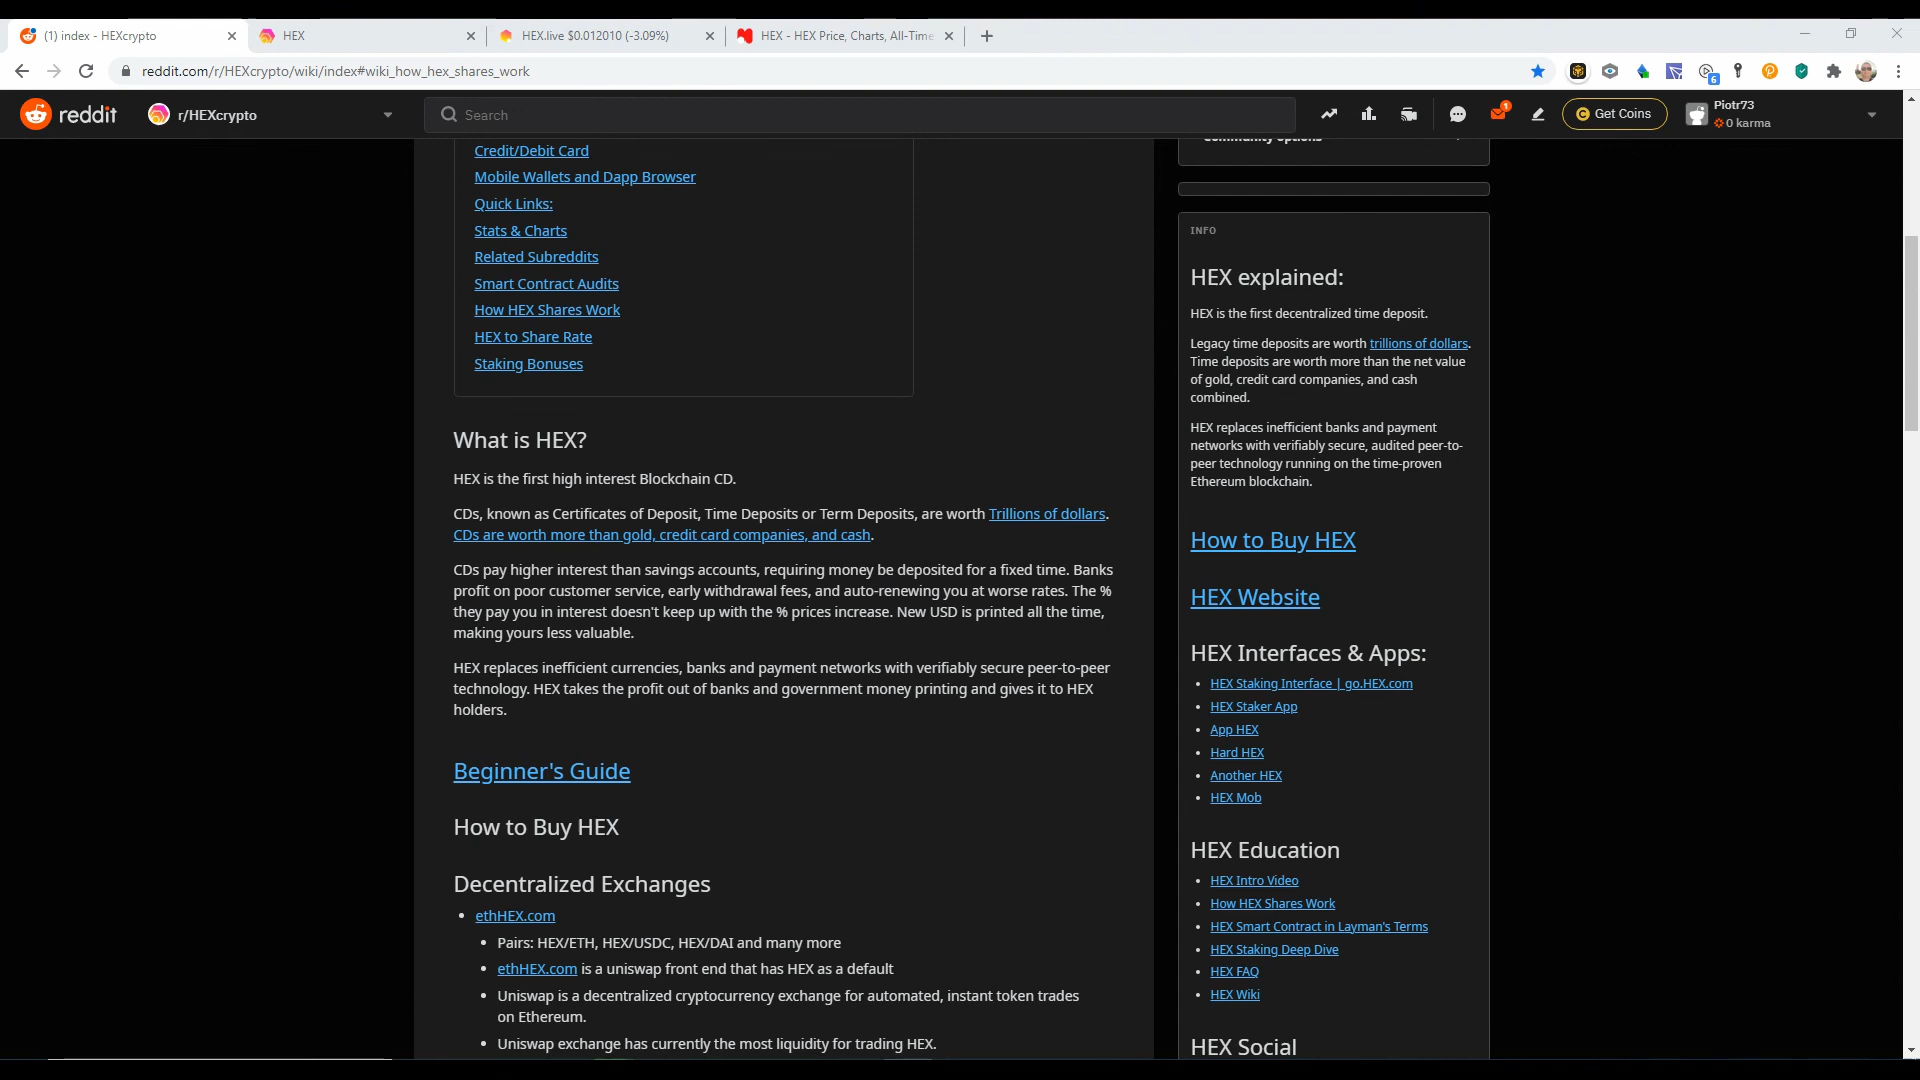 (1) index - HEXcrypto
HEX
HEX.live $0.012010 (-3.09%)
HEX - HEX Price, Charts, All-Time
reddit.com/r/HEXcrypto/wiki/index#wiki_how_hex_shares_work
6
reddit
r/HEXcrypto
Search
1
Get Coins
Piotr73
0 karma
Credit/Debit Card
Mobile Wallets and Dapp Browser
Quick Links:
Stats & Charts
Related Subreddits
Smart Contract Audits
How HEX Shares Work
HEX to Share Rate
Staking Bonuses
What is HEX?
HEX is the first high interest Blockchain CD.
CDs, known as Certificates of Deposit, Time Deposits or Term Deposits, are worth Trillions of dollars.
CDs are worth more than gold, credit card companies, and cash.
CDs pay higher interest than savings accounts, requiring money be deposited for a fixed time. Banks
profit on poor customer service, early withdrawal fees, and auto-renewing you at worse rates. The %
they pay you in interest doesn't keep up with the % prices increase. New USD is printed all the time,
making yours less valuable.
HEX replaces inefficient currencies, banks and payment networks with verifiably secure peer-to-peer
technology. HEX takes the profit out of banks and government money printing and gives it to HEX
holders.
Beginner's Guide
How to Buy HEX
Decentralized Exchanges
ethHEX.com
Pairs: HEX/ETH, HEX/USDC, HEX/DAI and many more
ethHEX.com is a uniswap front end that has HEX as a default
Uniswap is a decentralized cryptocurrency exchange for automated, instant token trades
on Ethereum.
Uniswap exchange has currently the most liquidity for trading HEX.
Community options
INFO
HEX explained:
HEX is the first decentralized time deposit.
Legacy time deposits are worth trillions of dollars.
Time deposits are worth more than the net value
of gold, credit card companies, and cash
combined.
HEX replaces inefficient banks and payment
networks with verifiably secure, audited peer-to-
peer technology running on the time-proven
Ethereum blockchain.
How to Buy HEX
HEX Website
HEX Interfaces & Apps:
HEX Staking Interface | go.HEX.com
HEX Staker App
App HEX
Hard HEX
Another HEX
HEX Mob
HEX Education
HEX Intro Video
How HEX Shares Work
HEX Smart Contract in Layman's Terms
HEX Staking Deep Dive
HEX FAQ
HEX Wiki
HEX Social